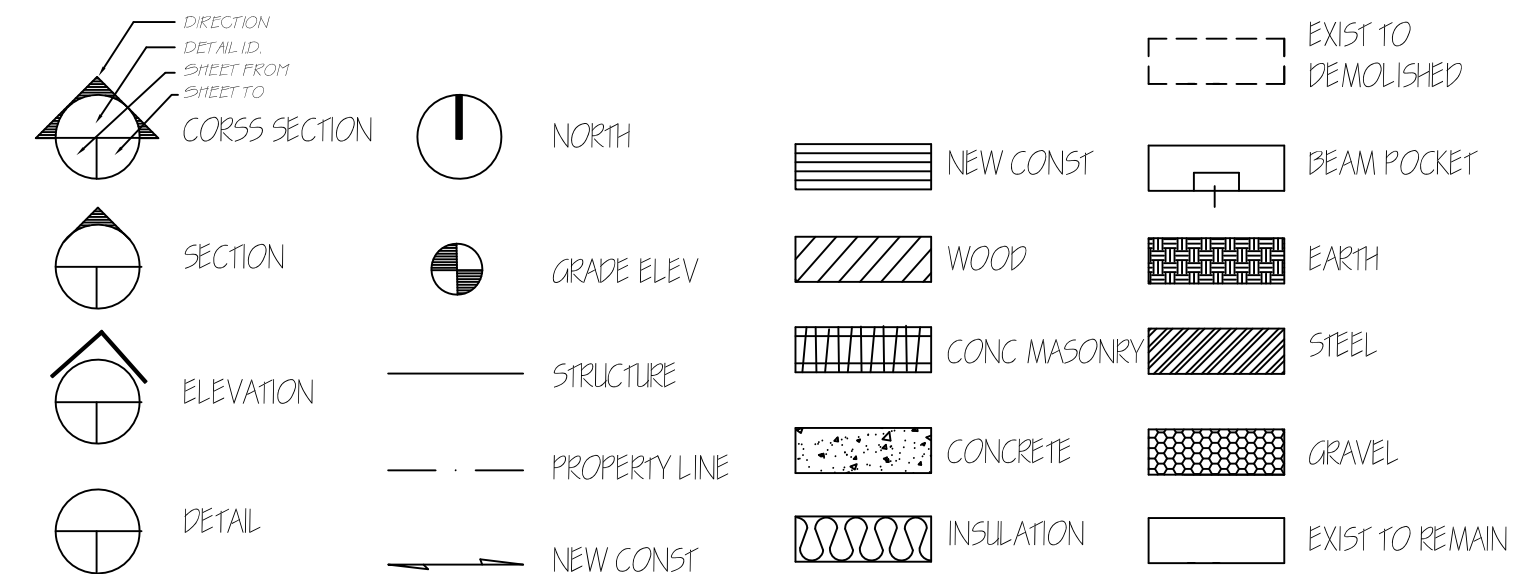 DIRECTION
DETAIL I.D.
SHEET FROM
SHEET TO
CORSS SECTION
SECTION
ELEVATION
DETAIL
NORTH
GRADE ELEV
STRUCTURE
PROPERTY LINE
NEW CONST
NEW CONST
WOOD
CONC MASONRY
CONCRETE
INSULATION
EXIST TO
DEMOLISHED
BEAM POCKET
EARTH
STEEL
GRAVEL
EXIST TO REMAIN